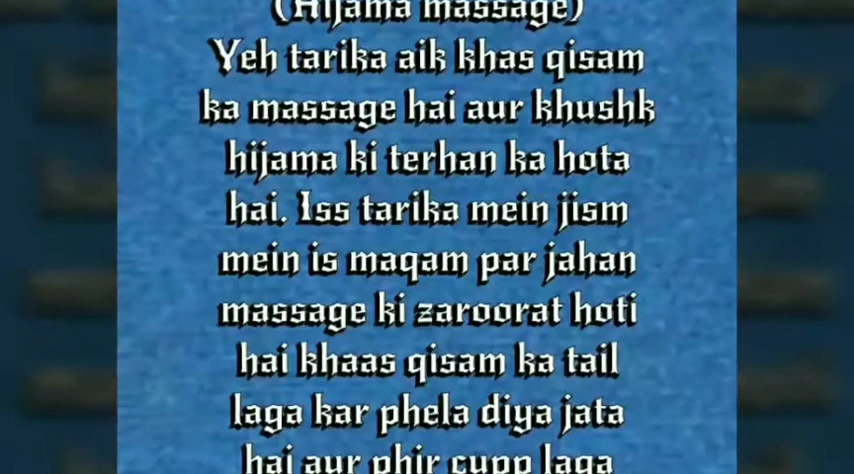 (Hijama massage)
Yeh tarika aik khas qisam
ka massage hai aur khushk
hijama ki terhan ka hota
hai. Iss tarika mein jism
mein is maqam par jahan
massage ki zaroorat hoti
hai khaas qisam ka tail
laga kar phela diya jata
hai aur phir cupp laga